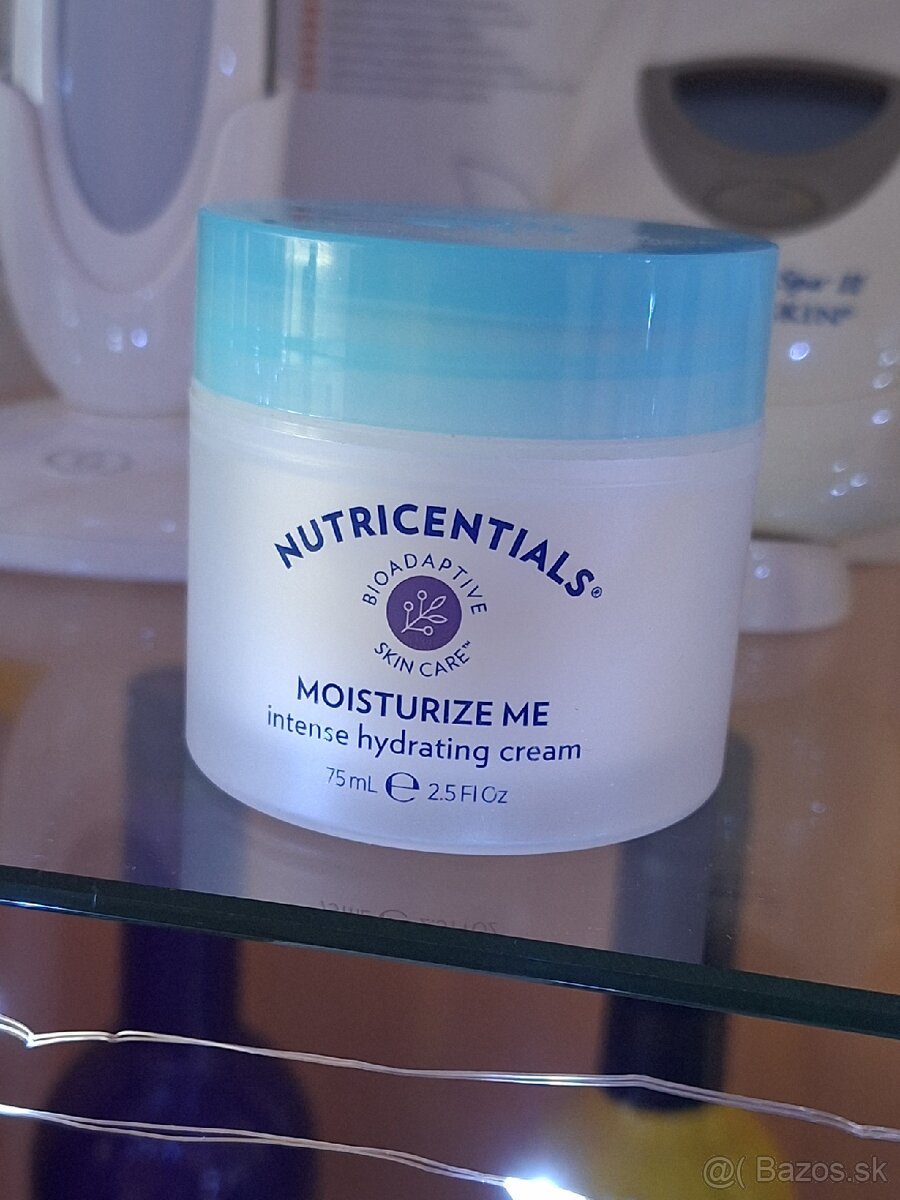 NUTRICENTIALS®
BIOADAPTIVE
SKIN CARE™
MOISTURIZE ME
intense hydrating cream
75 mL ℮ 2.5 Fl Oz
@( Bazos.sk